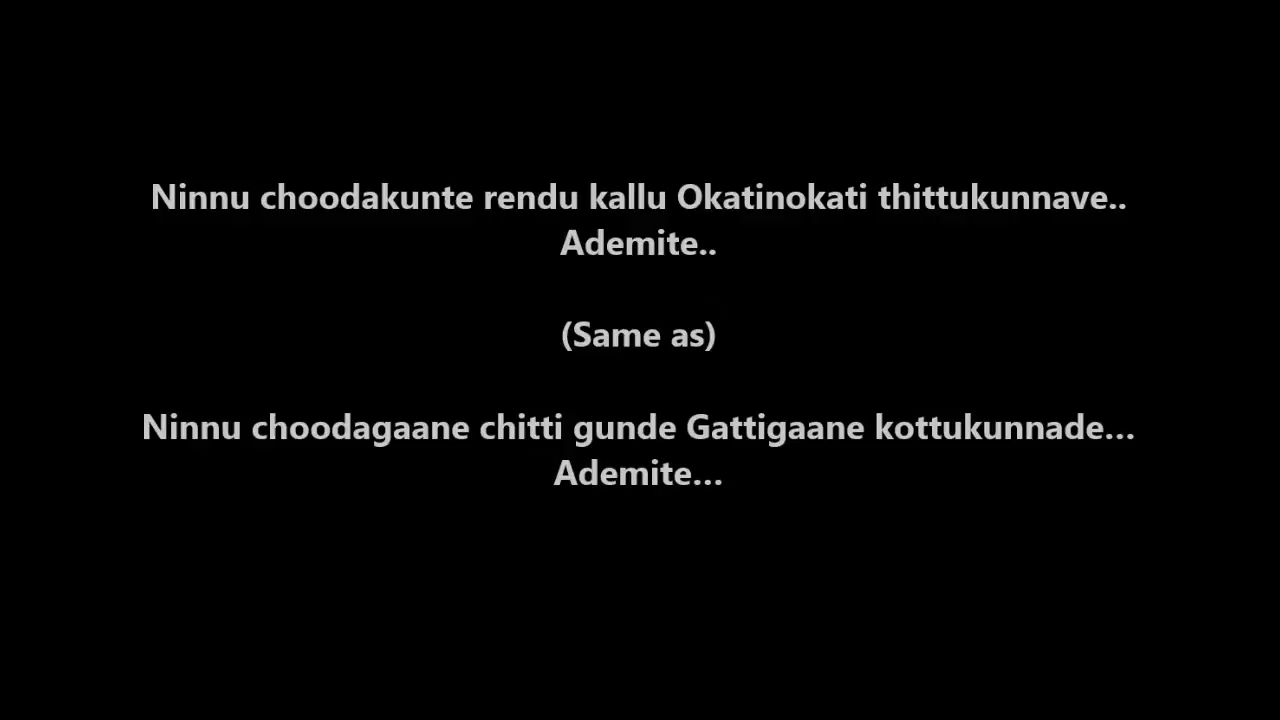 Ninnu choodakunte rendu kallu Okatinokati thittukunnave..
Ademite..
(Same as)
Ninnu choodagaane chitti gunde Gattigaane kottukunnade...
Ademite...